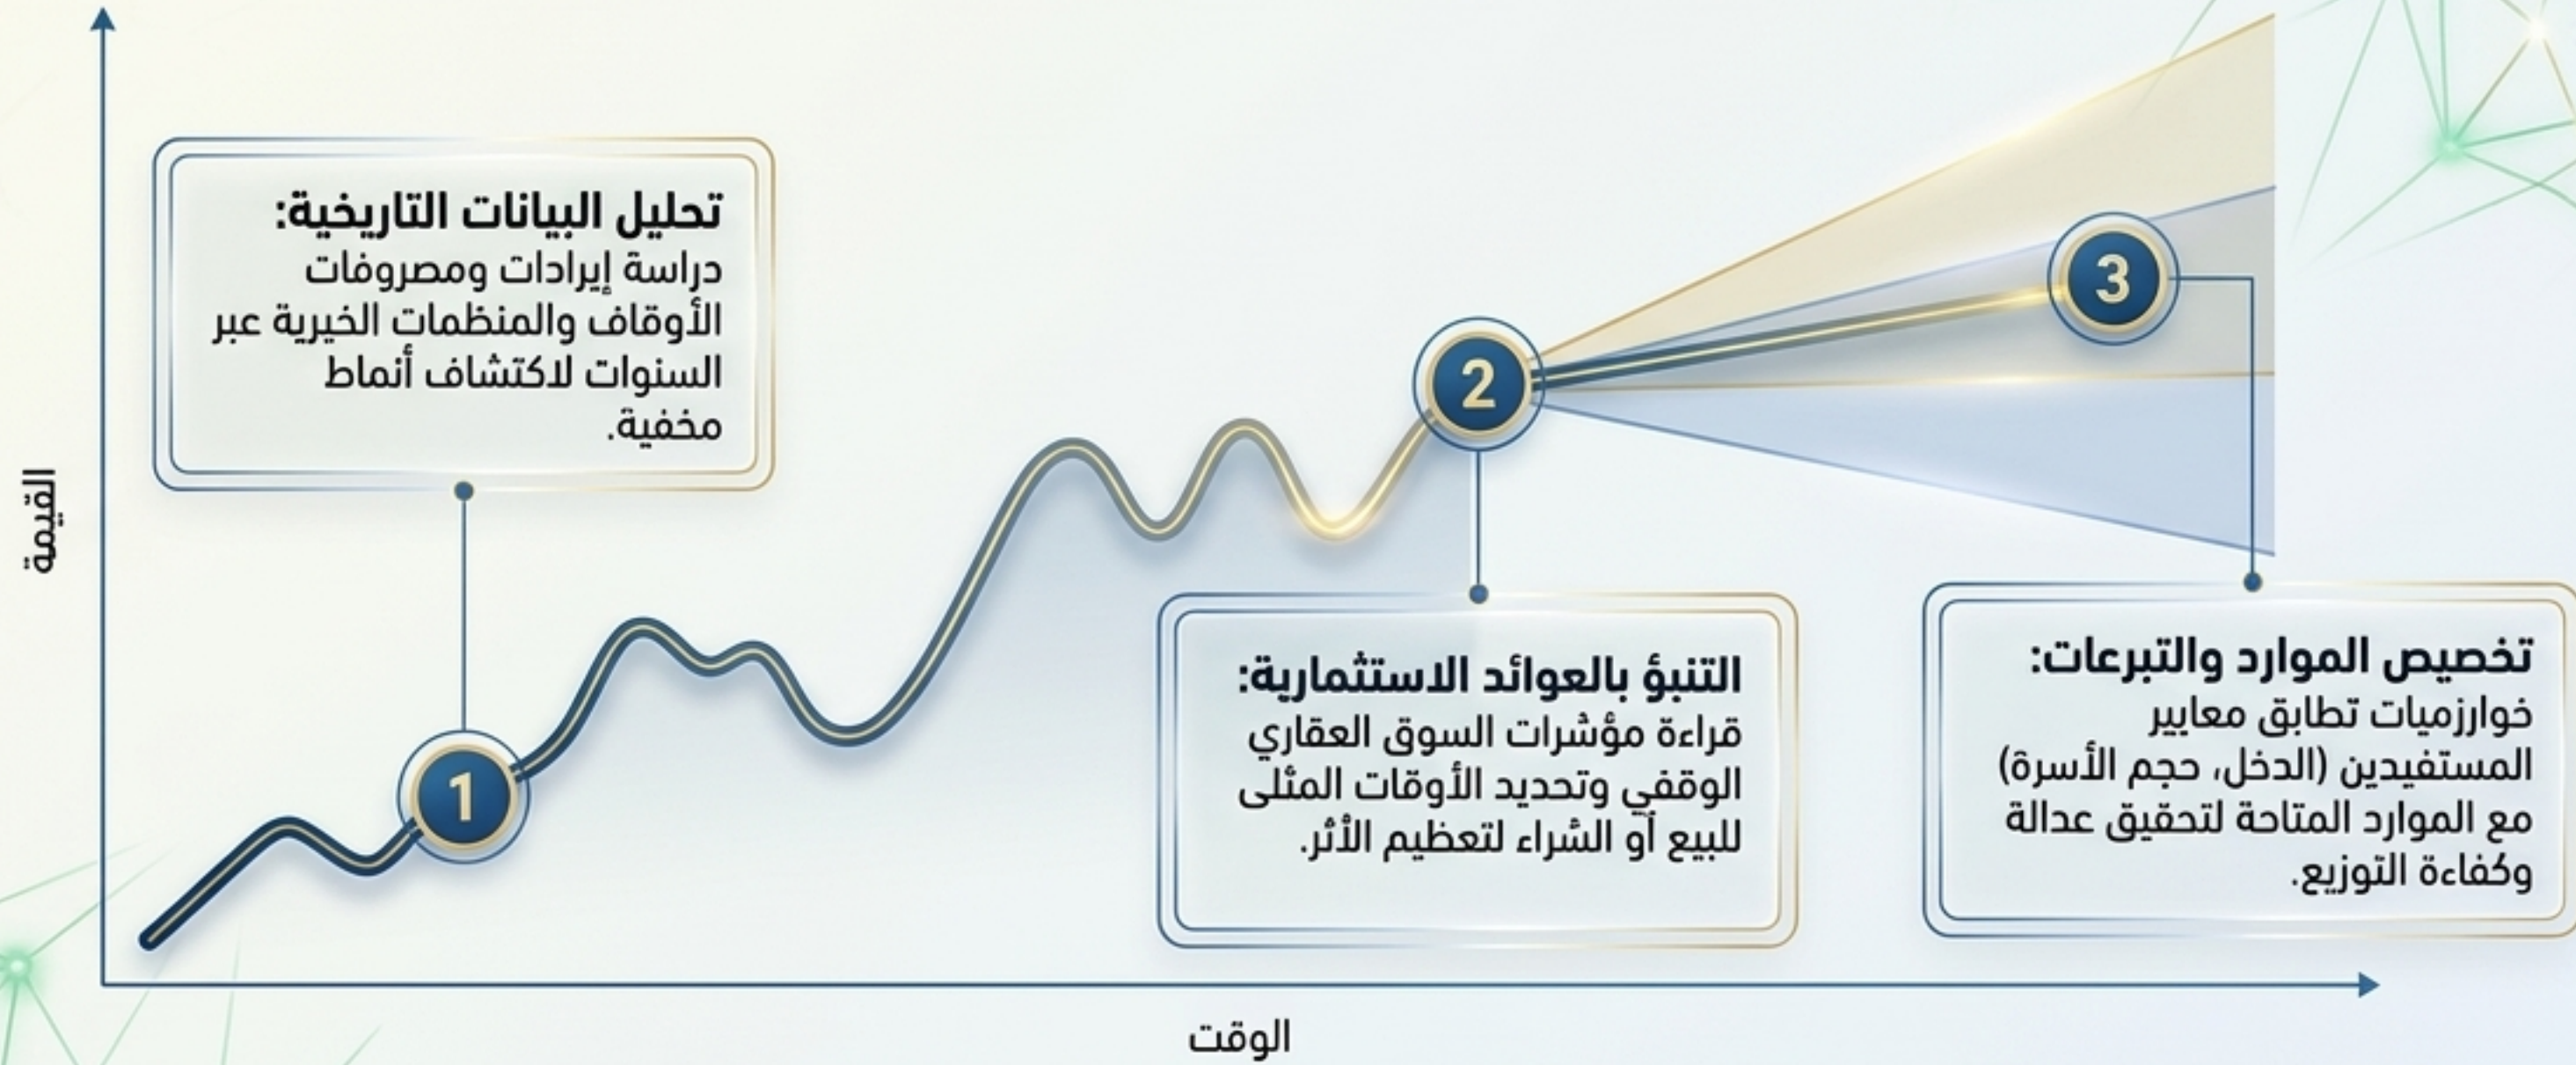 القيمة
تحليل البيانات التاريخية:
دراسة إيرادات ومصروفات
الأوقاف والمنظمات الخيرية عبر
السنوات لاكتشاف أنماط
مخفية.
1
2
التنبؤ بالعوائد الاستثمارية:
قراءة مؤشرات السوق العقاري
الوقفي وتحديد الأوقات المثلى
للبيع أو الشراء لتعظيم الأثر.
3
تخصيص الموارد والتبرعات:
خوارزميات تطابق معايير
المستفيدين (الدخل، حجم الأسرة)
مع الموارد المتاحة لتحقيق عدالة
وكفاءة التوزيع.
الوقت